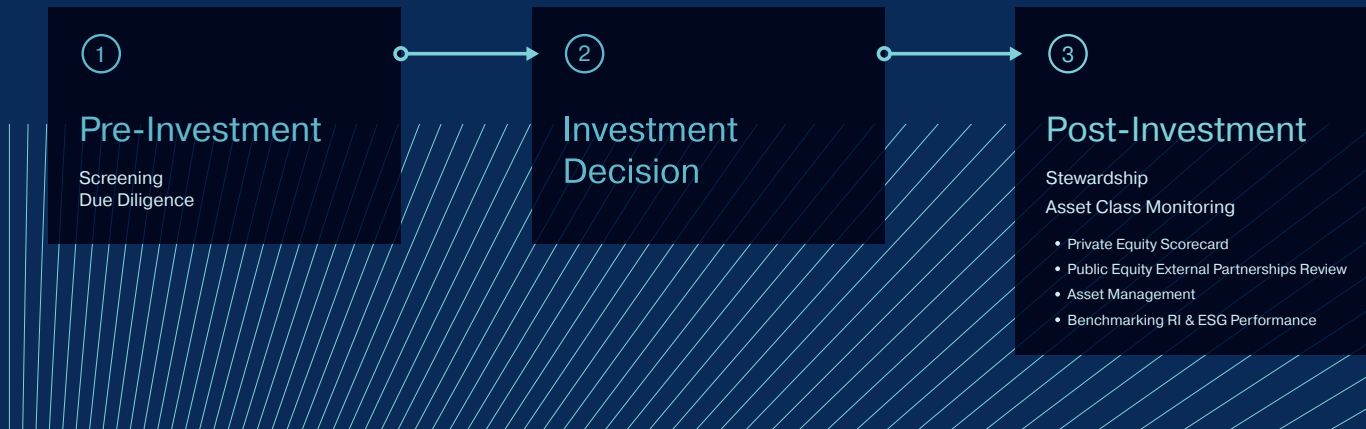 1
Pre-Investment
Screening
Due Diligence
2
Investment
Decision
3
Post-Investment
Stewardship
Asset Class Monitoring
• Private Equity Scorecard
• Public Equity External Partnerships Review
• Asset Management
• Benchmarking RI & ESG Performance